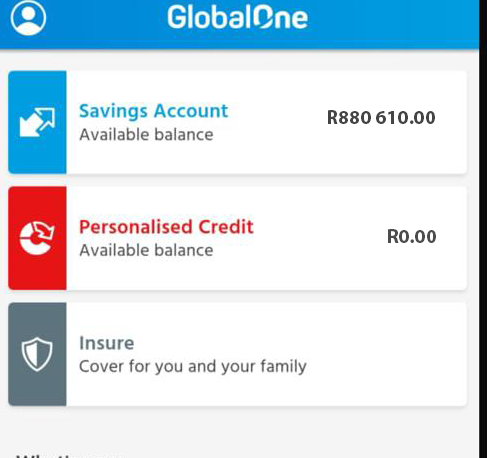 GlobalOne
Savings Account
R880 610.00
Available balance
Personalised Credit
R0.00
Available balance
Insure
Cover for you and your family